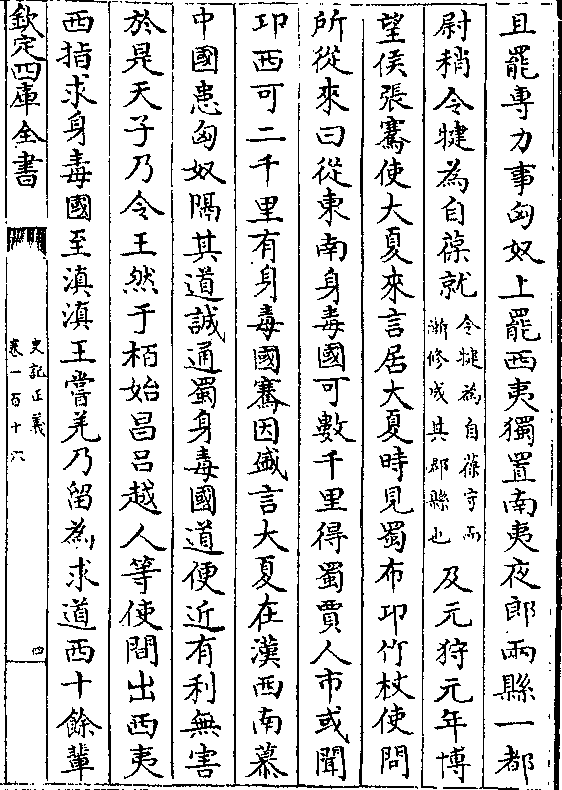 且罷專力事匈奴上罷西夷獨置南夷夜郎兩縣一都
尉稍令犍為自葆就令犍為自葆守而漸修成其郡縣也及元狩元年博
望侯張騫使大夏來言居大夏時見蜀布卭竹杖使問
所從來曰從東南身毒國可數千里得蜀賈人市或聞
卭西可二千里有身毒國騫因盛言大夏在漢西南慕
中國患匈奴隔其道誠通蜀身毒國道便近有利無害
於是天子乃令王然于栢始昌吕越人等使間出西夷
西指求身毒國至滇滇王嘗羌乃留為求道西十餘輩
欽定四庫全書
史記正義
卷一百十六
四